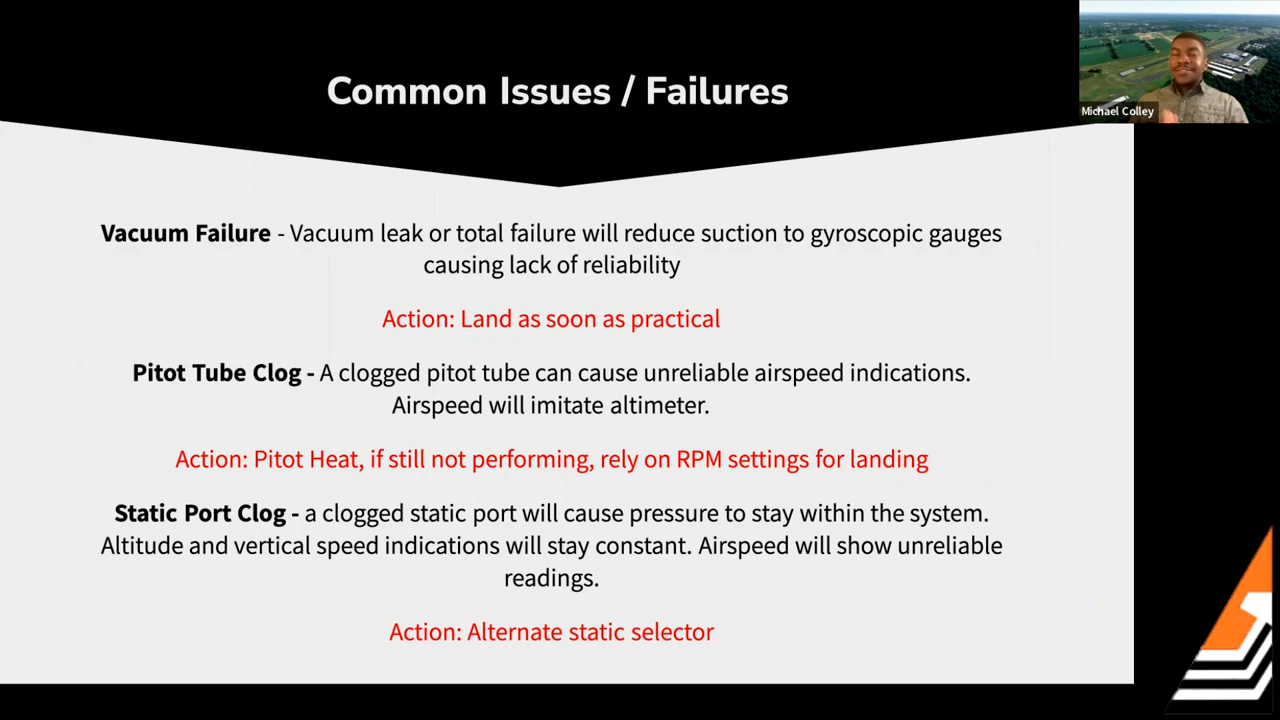 Common Issues / Failures
Michael Colley
Vacuum Failure - Vacuum leak or total failure will reduce suction to gyroscopic gauges
causing lack of reliability
Action: Land as soon as practical
Pitot Tube Clog - A clogged pitot tube can cause unreliable airspeed indications.
Airspeed will imitate altimeter.
Action: Pitot Heat, if still not performing, rely on RPM settings for landing
Static Port Clog - a clogged static port will cause pressure to stay within the system.
Altitude and vertical speed indications will stay constant. Airspeed will show unreliable
readings.
Action: Alternate static selector